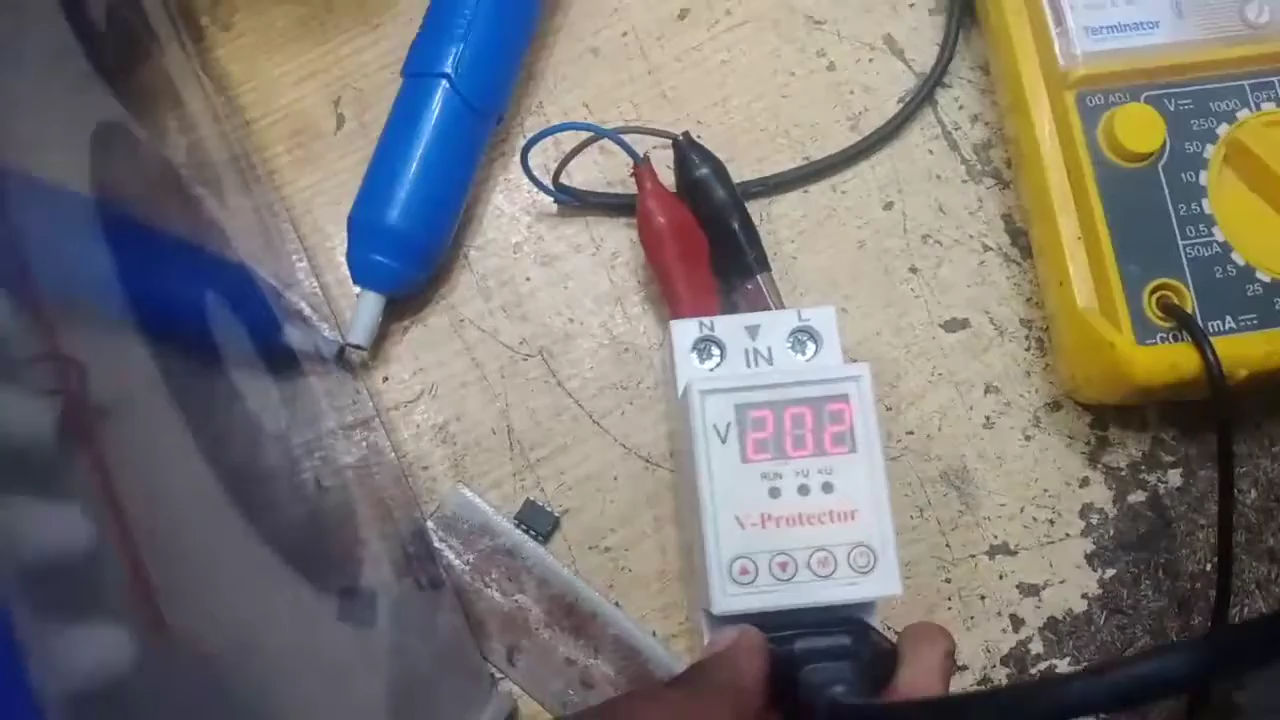 Terminator
0Ω ADJ
V⎓ 1000 OFF
250
50
10
2.5
0.5
50µA
2.5
25
mA⎓
-COM
N L
IN
V 202
RUN >U <U
V-Protector
M